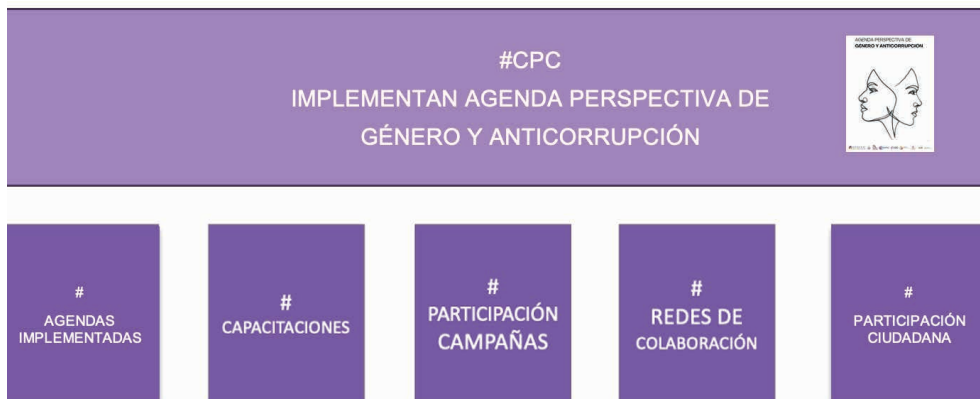 #CPC
IMPLEMENTAN AGENDA PERSPECTIVA DE
GÉNERO Y ANTICORRUPCIÓN
AGENDA PERSPECTIVA DE
GÉNERO Y ANTICORRUPCIÓN
#
AGENDAS
IMPLEMENTADAS
#
CAPACITACIONES
#
PARTICIPACIÓN
CAMPAÑAS
#
REDES DE
COLABORACIÓN
#
PARTICIPACIÓN
CIUDADANA